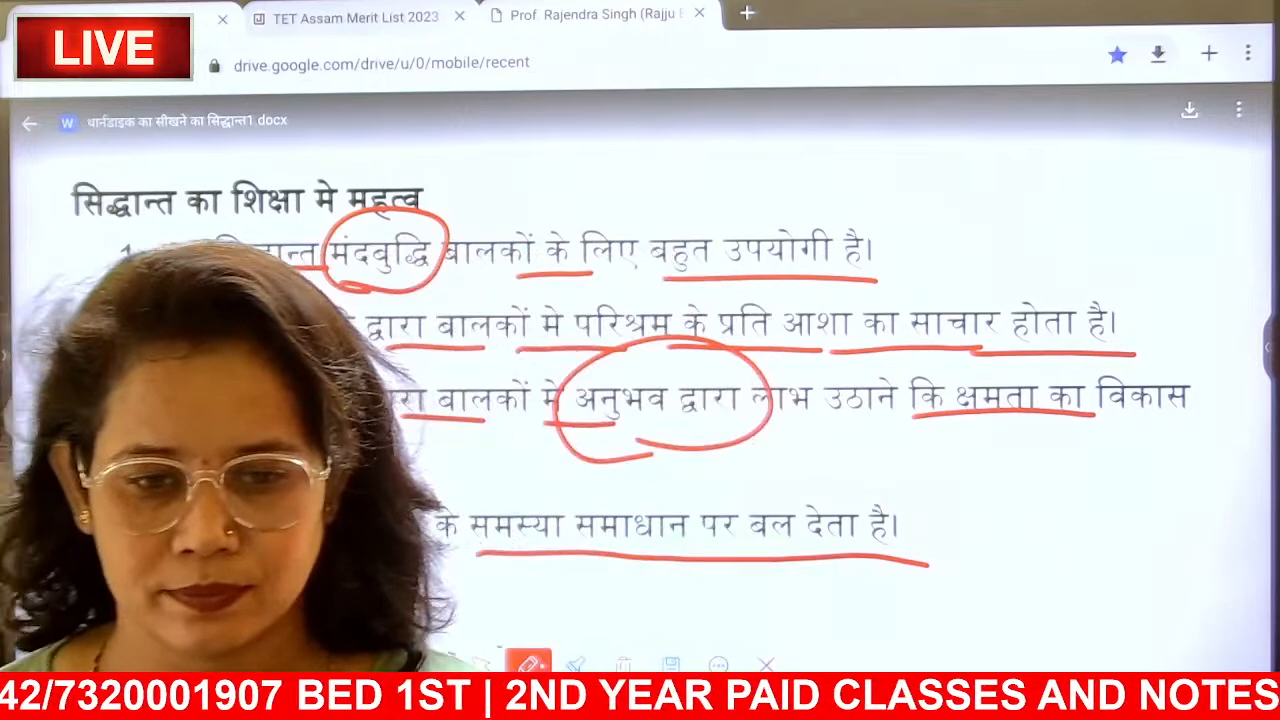 LIVE
TET Assam Merit List 2023
Prof. Rajendra Singh (Rajju
drive.google.com/drive/u/0/mobile/recent
W थार्नडाइक का सीखने का सिद्धान्त1.docx
सिद्धान्त का शिक्षा मे महत्व
मंदबुद्धि बालकों के लिए बहुत उपयोगी है।
द्वारा बालकों मे परिश्रम के प्रति आशा का साचार होता है।
बालकों मे अनुभव द्वारा लाभ उठाने कि क्षमता का विकास
के समस्या समाधान पर बल देता है।
42/7320001907 BED 1ST | 2ND YEAR PAID CLASSES AND NOTES